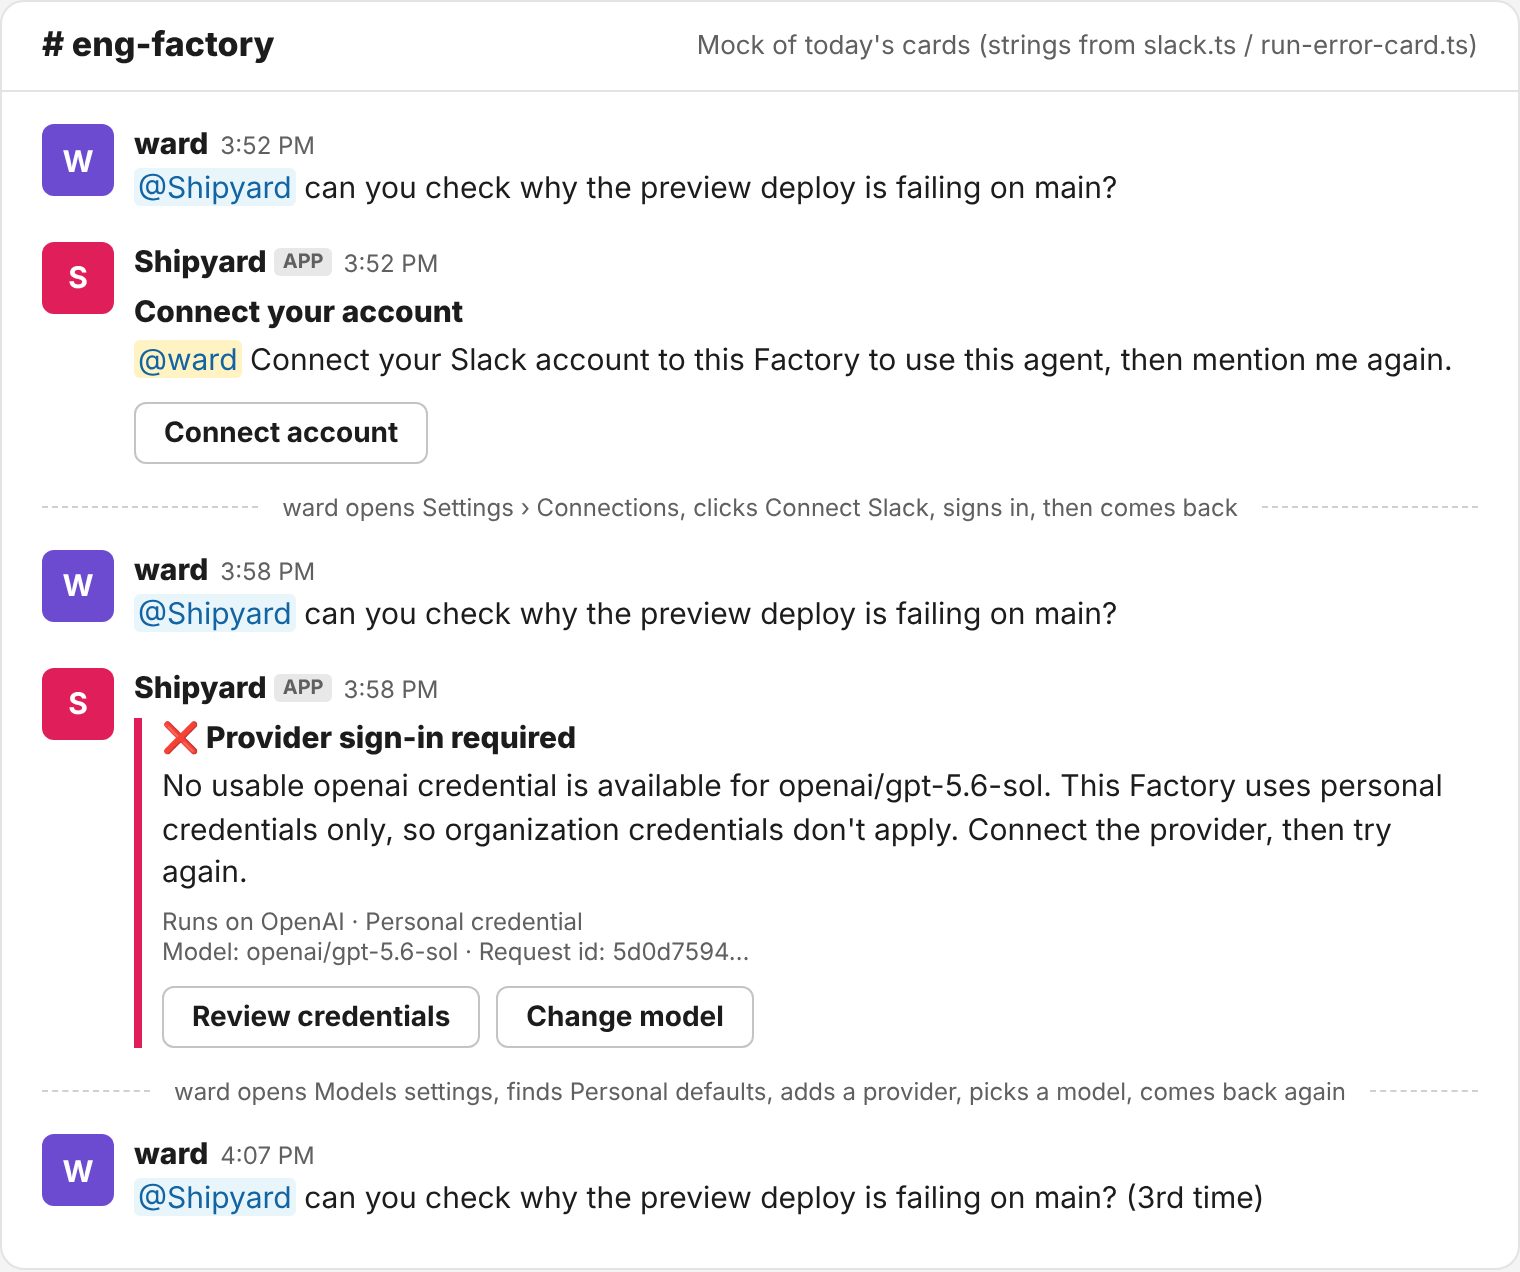 # eng-factory
Mock of today's cards (strings from slack.ts / run-error-card.ts)
W
ward 3:52 PM
@Shipyard can you check why the preview deploy is failing on main?
S
Shipyard APP 3:52 PM
Connect your account
@ward Connect your Slack account to this Factory to use this agent, then mention me again.
Connect account
ward opens Settings › Connections, clicks Connect Slack, signs in, then comes back
W
ward 3:58 PM
@Shipyard can you check why the preview deploy is failing on main?
S
Shipyard APP 3:58 PM
❌ Provider sign-in required
No usable openai credential is available for openai/gpt-5.6-sol. This Factory uses personal
credentials only, so organization credentials don't apply. Connect the provider, then try
again.
Runs on OpenAI · Personal credential
Model: openai/gpt-5.6-sol · Request id: 5d0d7594…
Review credentials
Change model
ward opens Models settings, finds Personal defaults, adds a provider, picks a model, comes back again
W
ward 4:07 PM
@Shipyard can you check why the preview deploy is failing on main? (3rd time)